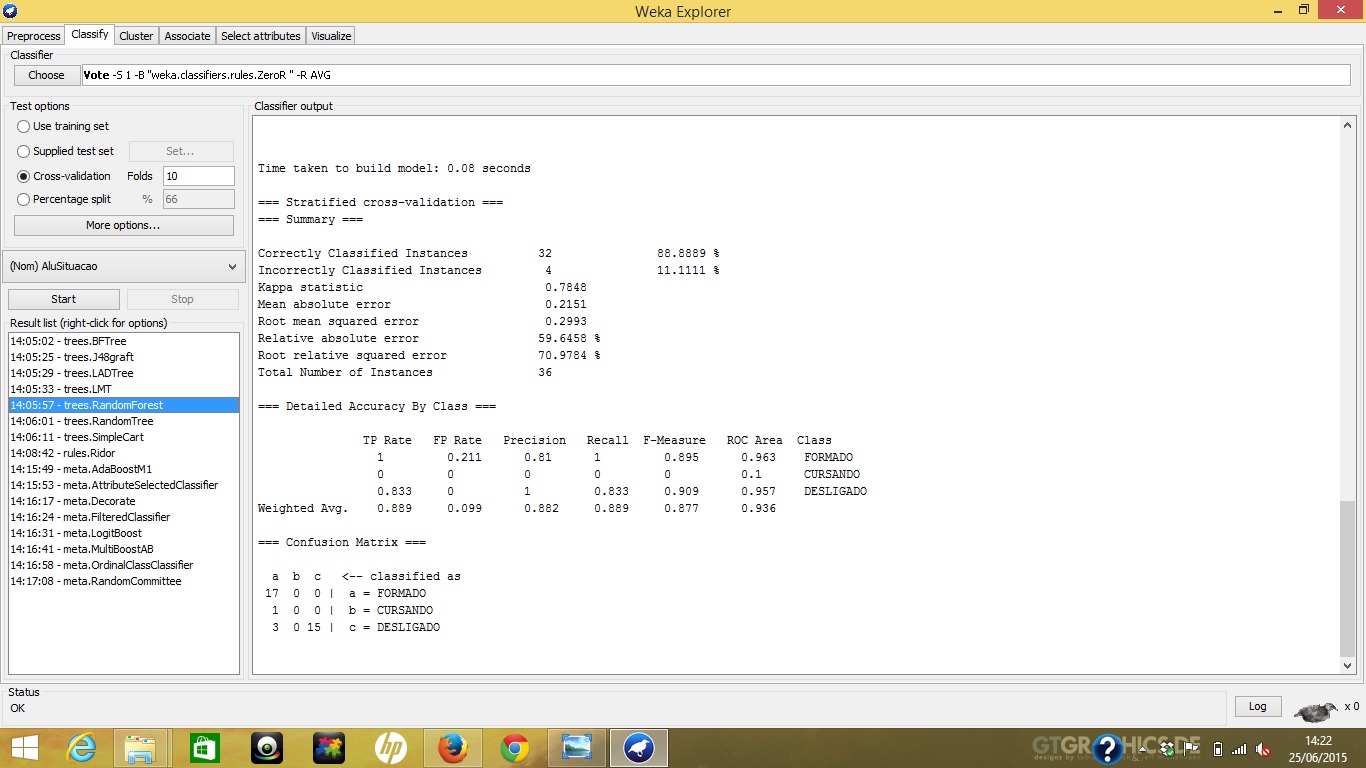 Weka Explorer
Preprocess Classify Cluster Associate Select attributes Visualize
Classifier
Choose Vote -S 1 -B "weka.classifiers.rules.ZeroR " -R AVG
Test options
Use training set
Supplied test set Set...
Cross-validation Folds 10
Percentage split % 66
More options...
(Nom) AluSituacao
Start Stop
Result list (right-click for options)
14:05:02 - trees.BFTree
14:05:25 - trees.J48graft
14:05:29 - trees.LADTree
14:05:33 - trees.LMT
14:05:57 - trees.RandomForest
14:06:01 - trees.RandomTree
14:06:11 - trees.SimpleCart
14:08:42 - rules.Ridor
14:15:49 - meta.AdaBoostM1
14:15:53 - meta.AttributeSelectedClassifier
14:16:17 - meta.Decorate
14:16:24 - meta.FilteredClassifier
14:16:31 - meta.LogitBoost
14:16:41 - meta.MultiBoostAB
14:16:58 - meta.OrdinalClassClassifier
14:17:08 - meta.RandomCommittee
Classifier output
Time taken to build model: 0.08 seconds
=== Stratified cross-validation ===
=== Summary ===
Correctly Classified Instances 32 88.8889 %
Incorrectly Classified Instances 4 11.1111 %
Kappa statistic 0.7848
Mean absolute error 0.2151
Root mean squared error 0.2993
Relative absolute error 59.6458 %
Root relative squared error 70.9784 %
Total Number of Instances 36
=== Detailed Accuracy By Class ===
TP Rate FP Rate Precision Recall F-Measure ROC Area Class
1 0.211 0.81 1 0.895 0.963 FORMADO
0 0 0 0 0 0.1 CURSANDO
0.833 0 1 0.833 0.909 0.957 DESLIGADO
Weighted Avg. 0.889 0.099 0.882 0.889 0.877 0.936
=== Confusion Matrix ===
a b c <-- classified as
17 0 0 | a = FORMADO
1 0 0 | b = CURSANDO
3 0 15 | c = DESLIGADO
Status
OK
Log x 0
hp
14:22
25/06/2015